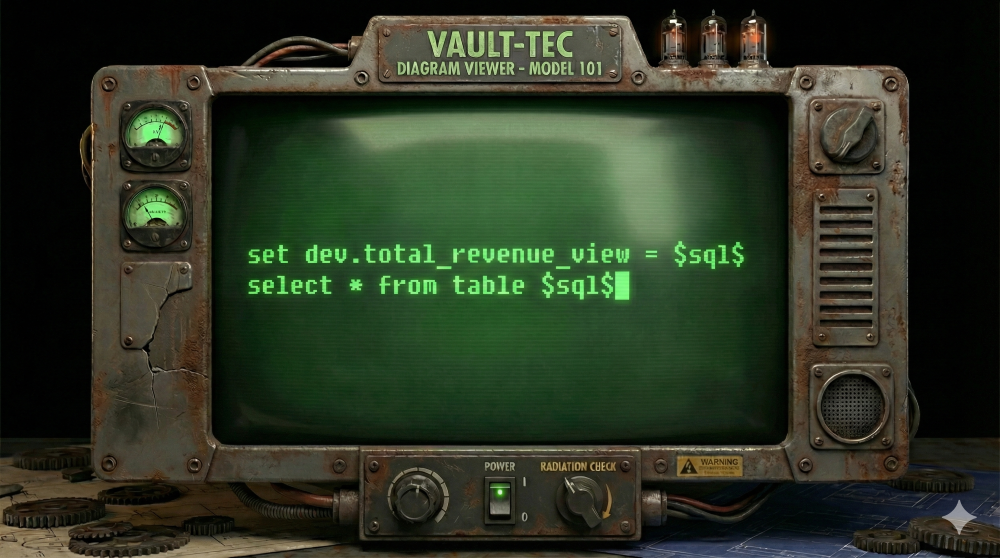 VAULT-TEC
DIAGRAM VIEWER - MODEL 101
set dev.total_revenue_view = $sql$
select * from table $sql$
POWER
RADIATION CHECK
I
0
WARNING